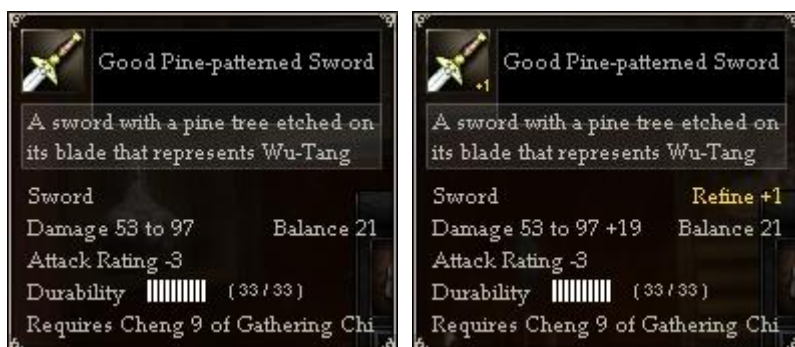 Good Pine-patterned Sword
A sword with a pine tree etched on
its blade that represents Wu-Tang
Sword
Damage 53 to 97 Balance 21
Attack Rating -3
Durability ( 33 / 33 )
Requires Cheng 9 of Gathering Chi
+1
Good Pine-patterned Sword
A sword with a pine tree etched on
its blade that represents Wu-Tang
Sword Refine +1
Damage 53 to 97 +19 Balance 21
Attack Rating -3
Durability ( 33 / 33 )
Requires Cheng 9 of Gathering Chi